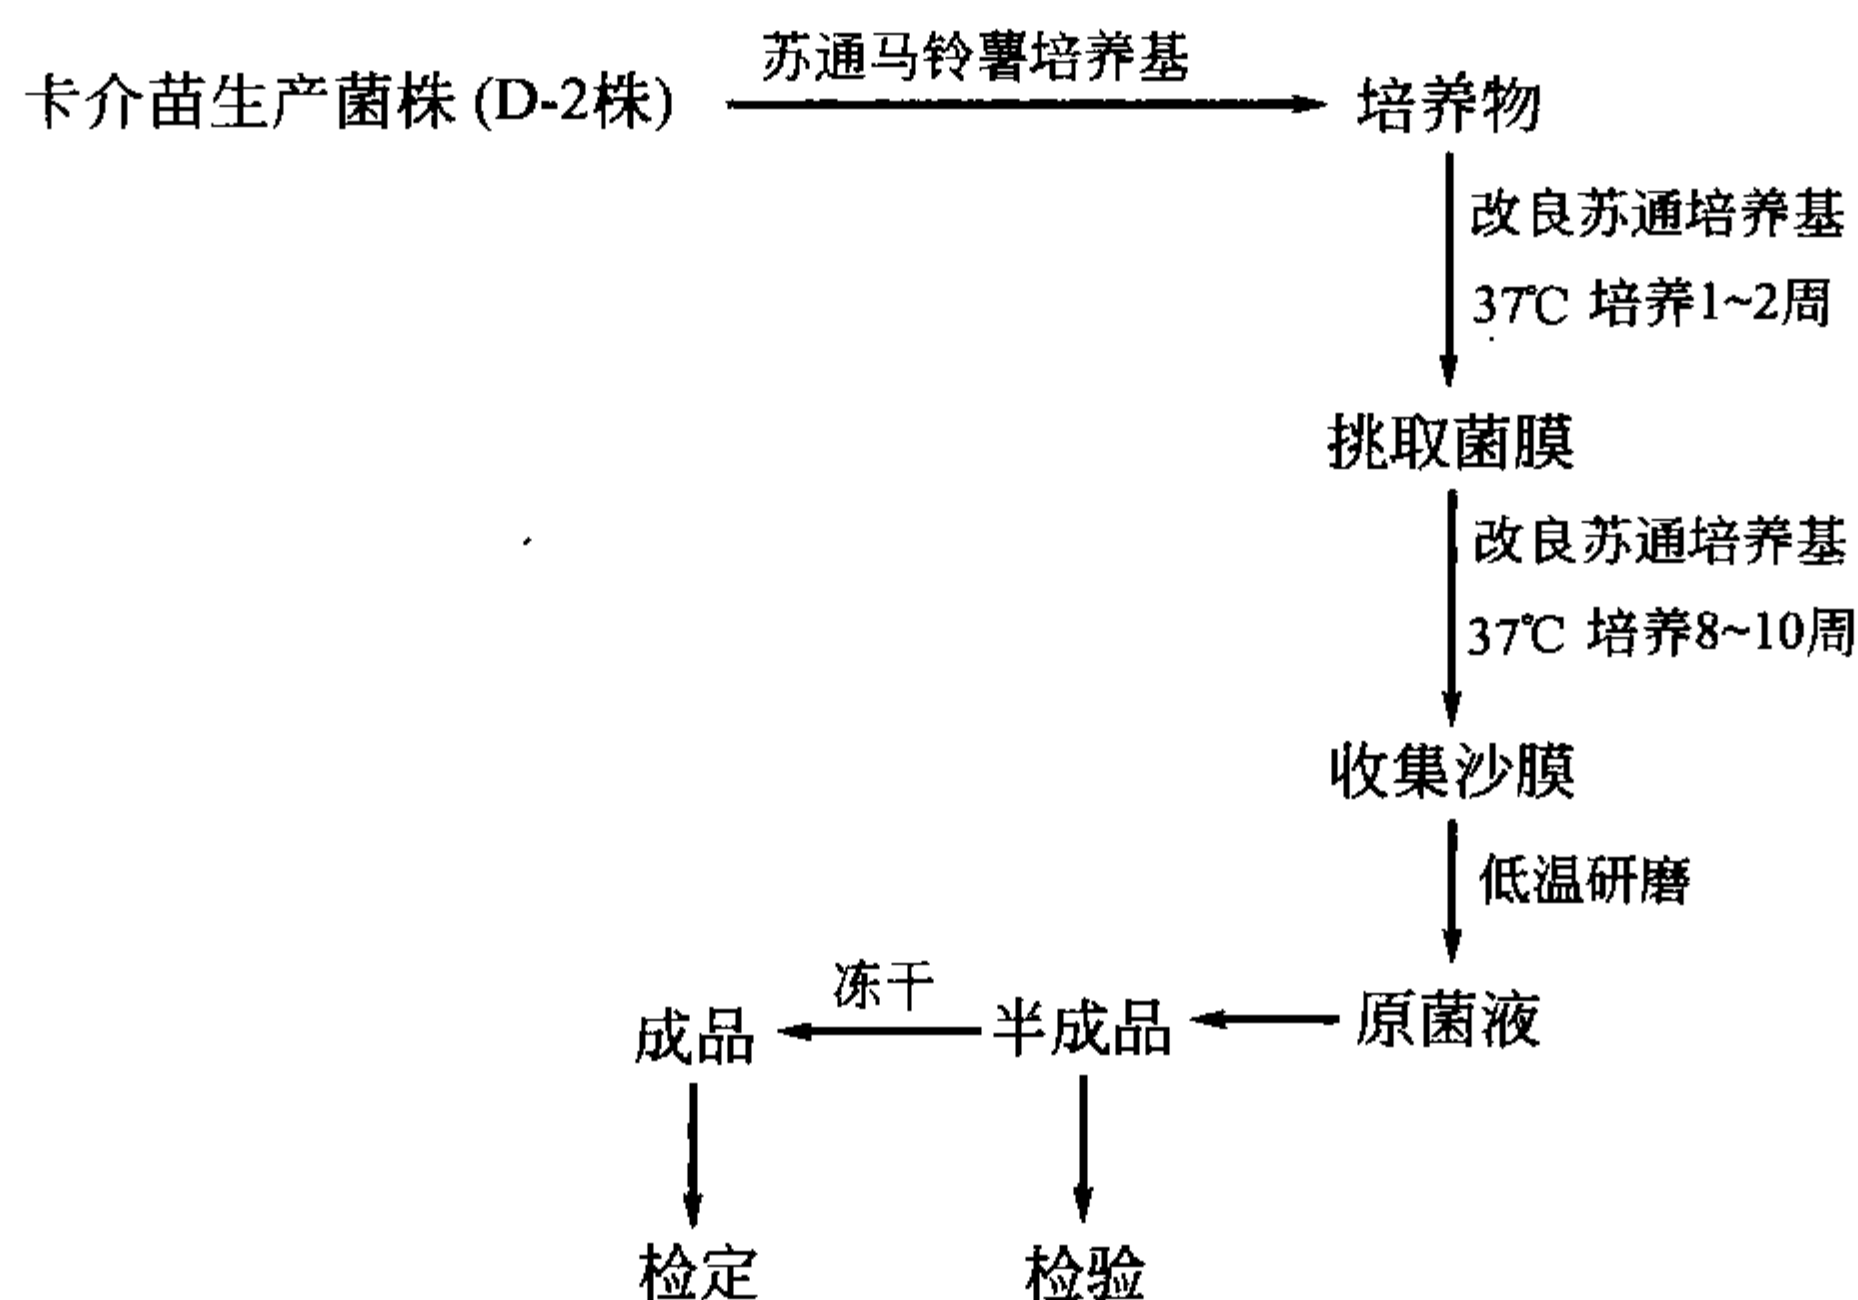 苏通马铃薯培养基
卡介苗生产菌株 (D-2株)
培养物
改良苏通培养基
37℃ 培养1~2周
挑取菌膜
改良苏通培养基
37℃ 培养8~10周
收集沙膜
低温研磨
原菌液
半成品
冻干
成品
检定
检验